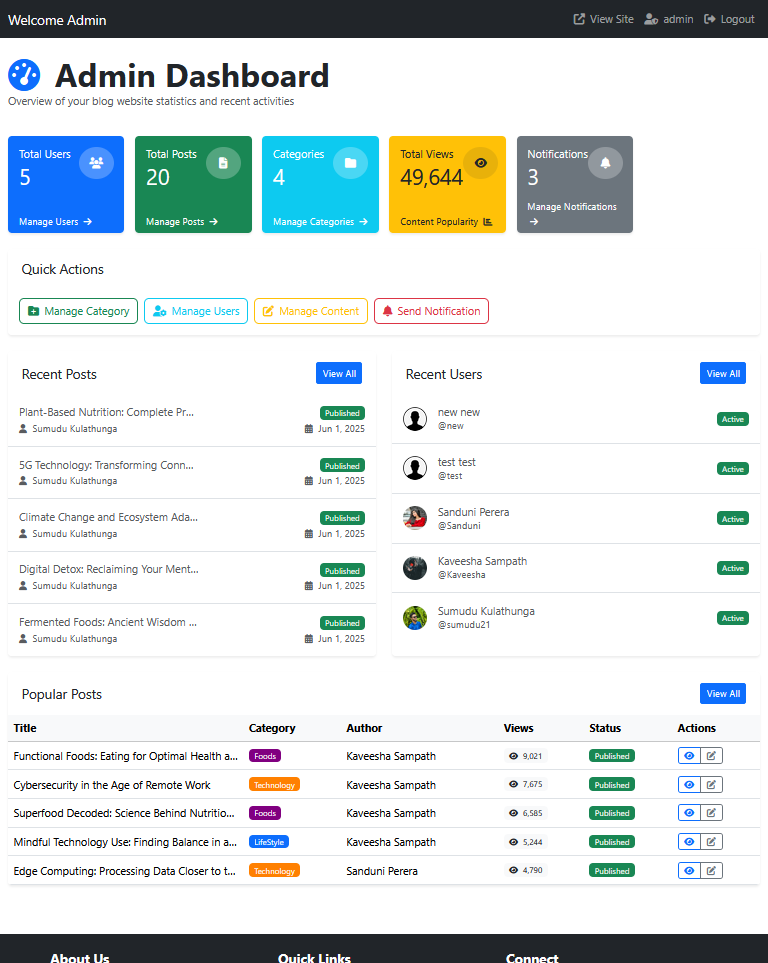 Welcome Admin
View Site admin Logout
Admin Dashboard
Overview of your blog website statistics and recent activities
Total Users
5
Manage Users
Total Posts
20
Manage Posts
Categories
4
Manage Categories
Total Views
49,644
Content Popularity
Notifications
3
Manage Notifications
Quick Actions
Manage Category Manage Users Manage Content Send Notification
Recent Posts View All
Plant-Based Nutrition: Complete Pr... Published
Sumudu Kulathunga Jun 1, 2025
5G Technology: Transforming Conn... Published
Sumudu Kulathunga Jun 1, 2025
Climate Change and Ecosystem Ada... Published
Sumudu Kulathunga Jun 1, 2025
Digital Detox: Reclaiming Your Ment... Published
Sumudu Kulathunga Jun 1, 2025
Fermented Foods: Ancient Wisdom ... Published
Sumudu Kulathunga Jun 1, 2025
Recent Users View All
new new
@new Active
test test
@test Active
Sanduni Perera
@Sanduni Active
Kaveesha Sampath
@Kaveesha Active
Sumudu Kulathunga
@sumudu21 Active
Popular Posts View All
Title Category Author Views Status Actions
Functional Foods: Eating for Optimal Health a... Foods Kaveesha Sampath 9,021 Published
Cybersecurity in the Age of Remote Work Technology Kaveesha Sampath 7,675 Published
Superfood Decoded: Science Behind Nutritio... Foods Kaveesha Sampath 6,585 Published
Mindful Technology Use: Finding Balance in a... LifeStyle Kaveesha Sampath 5,244 Published
Edge Computing: Processing Data Closer to t... Technology Sanduni Perera 4,790 Published
About Us Quick Links Connect